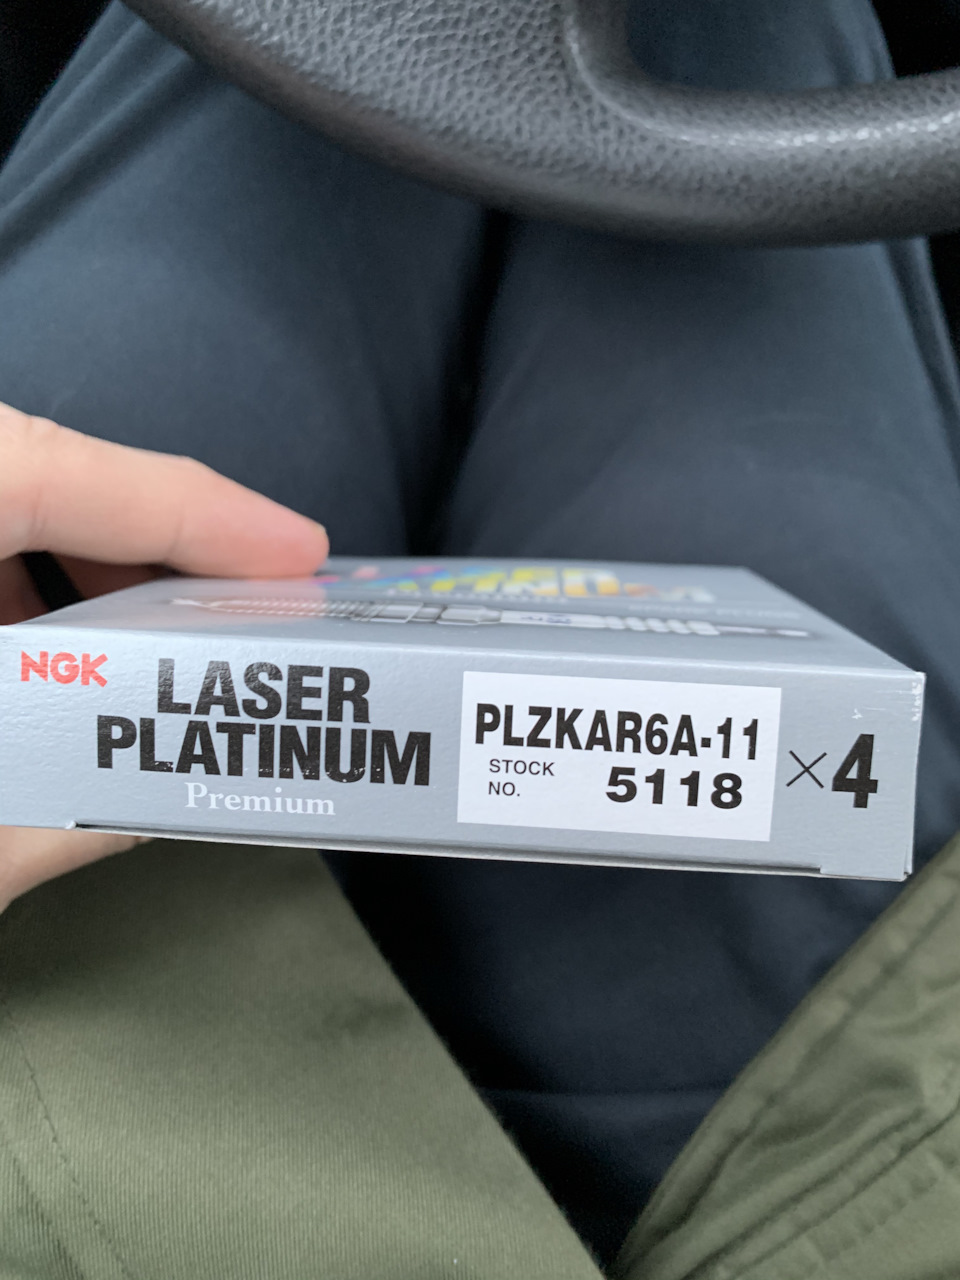 NGK
LASER
PLATINUM
Premium
PLZKAR6A-11
STOCK
NO.
5118
×4